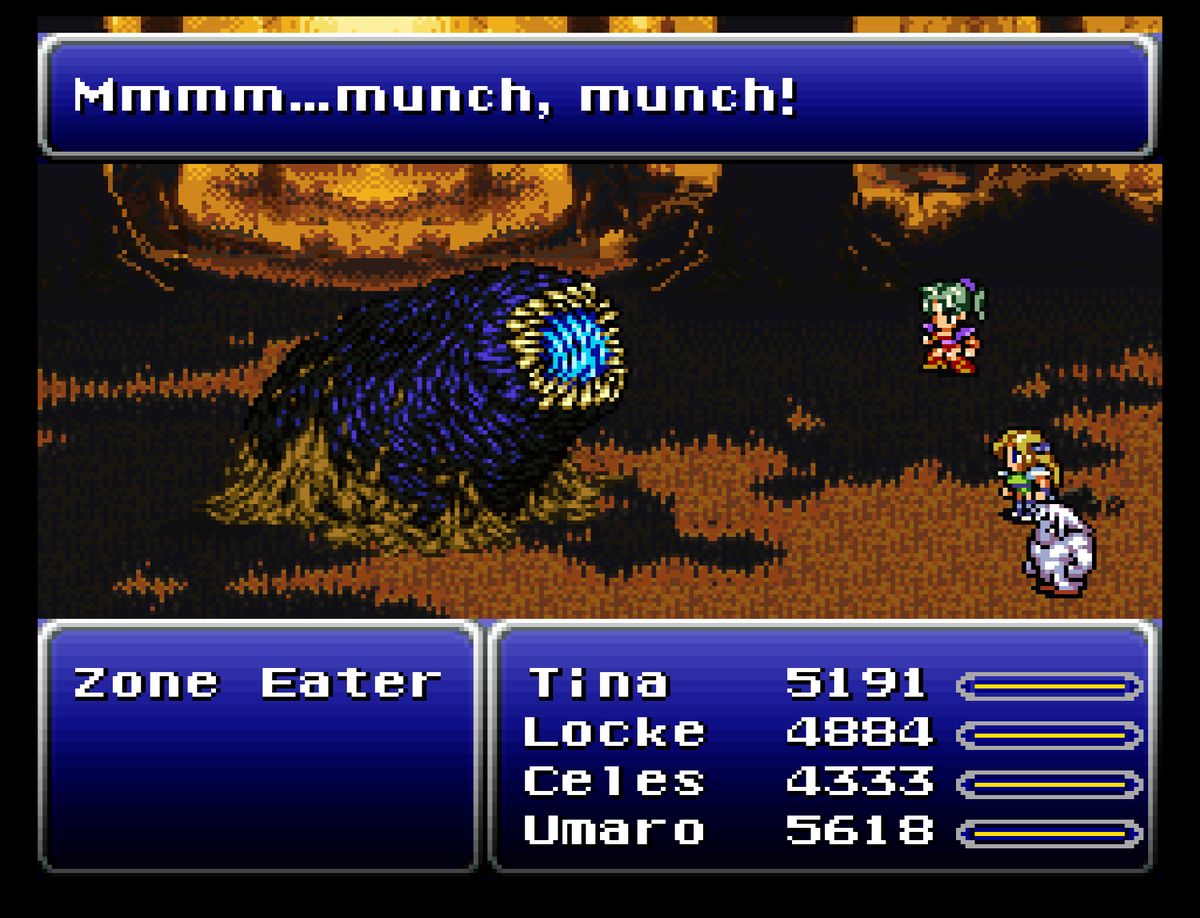 Mmmm…munch, munch!
Zone Eater
Tina 5191
Locke 4884
Celes 4333
Umaro 5618